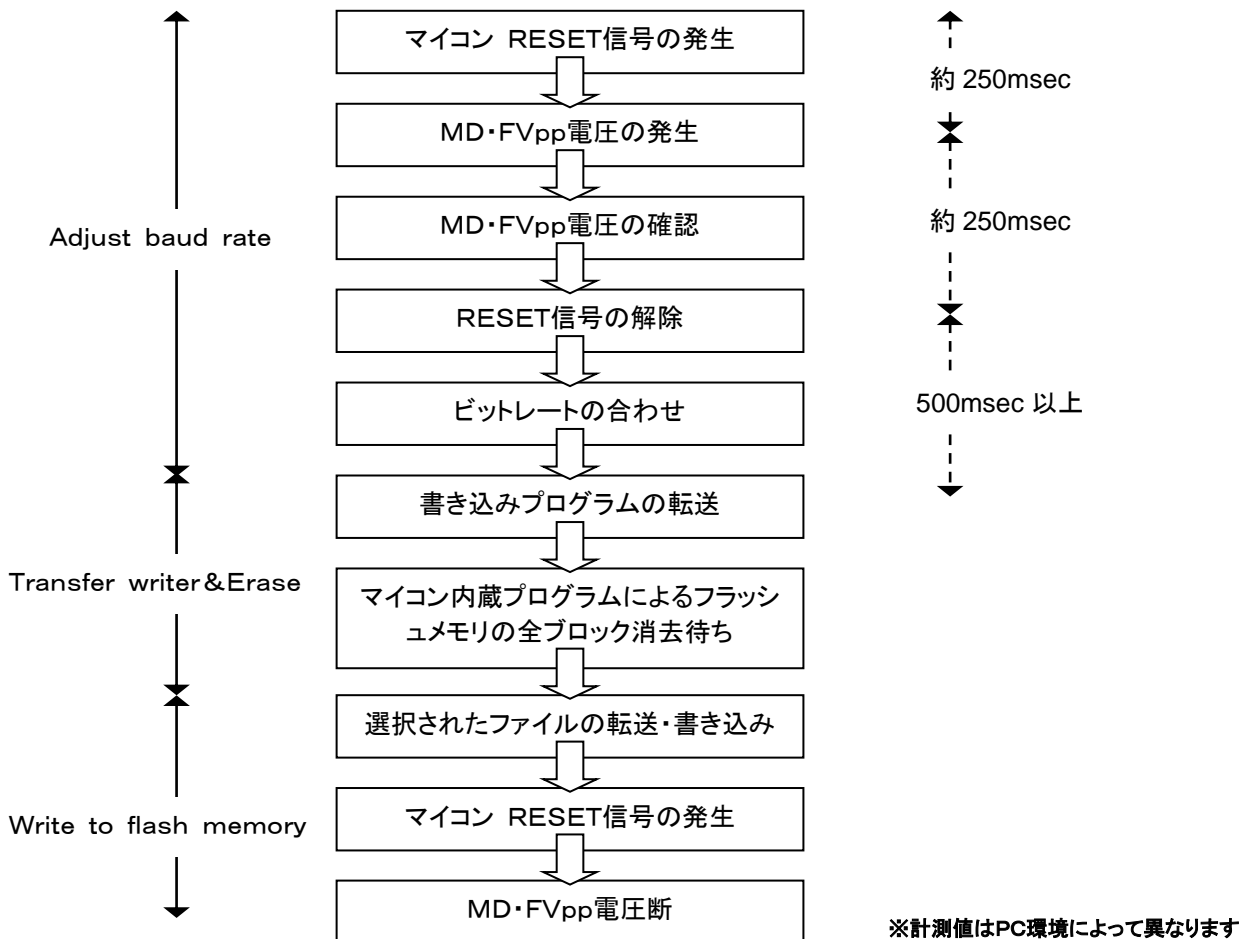 マイコン RESET信号の発生
約 250msec
MD・FVpp電圧の発生
MD・FVpp電圧の確認
約 250msec
Adjust baud rate
RESET信号の解除
ビットレートの合わせ
500msec 以上
書き込みプログラムの転送
Transfer writer&Erase
マイコン内蔵プログラムによるフラッシ
ュメモリの全ブロック消去待ち
選択されたファイルの転送・書き込み
Write to flash memory
マイコン RESET信号の発生
MD・FVpp電圧断
※計測値はPC環境によって異なります